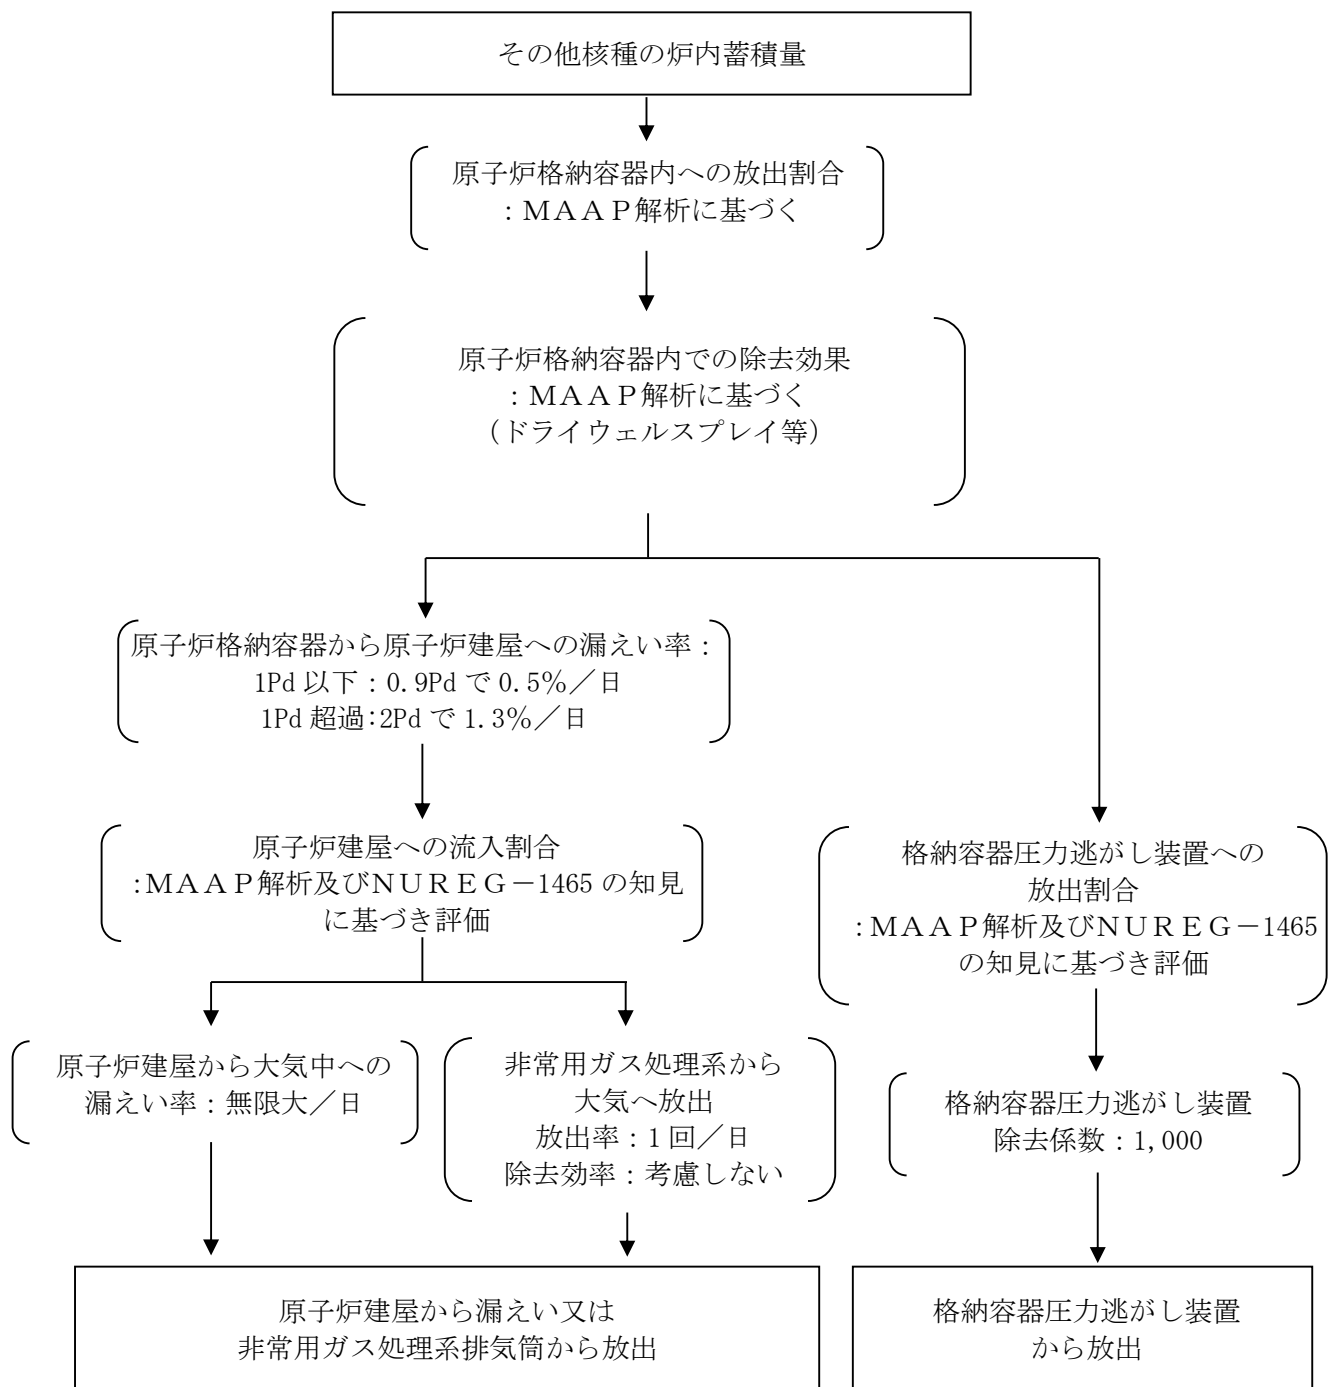 その他核種の炉内蓄積量
原子炉格納容器内への放出割合
：ＭＡＡＰ解析に基づく
原子炉格納容器内での除去効果
：ＭＡＡＰ解析に基づく
（ドライウェルスプレイ等）
原子炉格納容器から原子炉建屋への漏えい率：
1Pd 以下：0.9Pd で 0.5％／日
1Pd 超過：2Pd で 1.3％／日
原子炉建屋への流入割合
：ＭＡＡＰ解析及びＮＵＲＥＧ－1465 の知見
に基づき評価
格納容器圧力逃がし装置への
放出割合
：ＭＡＡＰ解析及びＮＵＲＥＧ－1465
の知見に基づき評価
原子炉建屋から大気中への
漏えい率：無限大／日
非常用ガス処理系から
大気へ放出
放出率：1 回／日
除去効率：考慮しない
格納容器圧力逃がし装置
除去係数：1,000
原子炉建屋から漏えい又は
非常用ガス処理系排気筒から放出
格納容器圧力逃がし装置
から放出